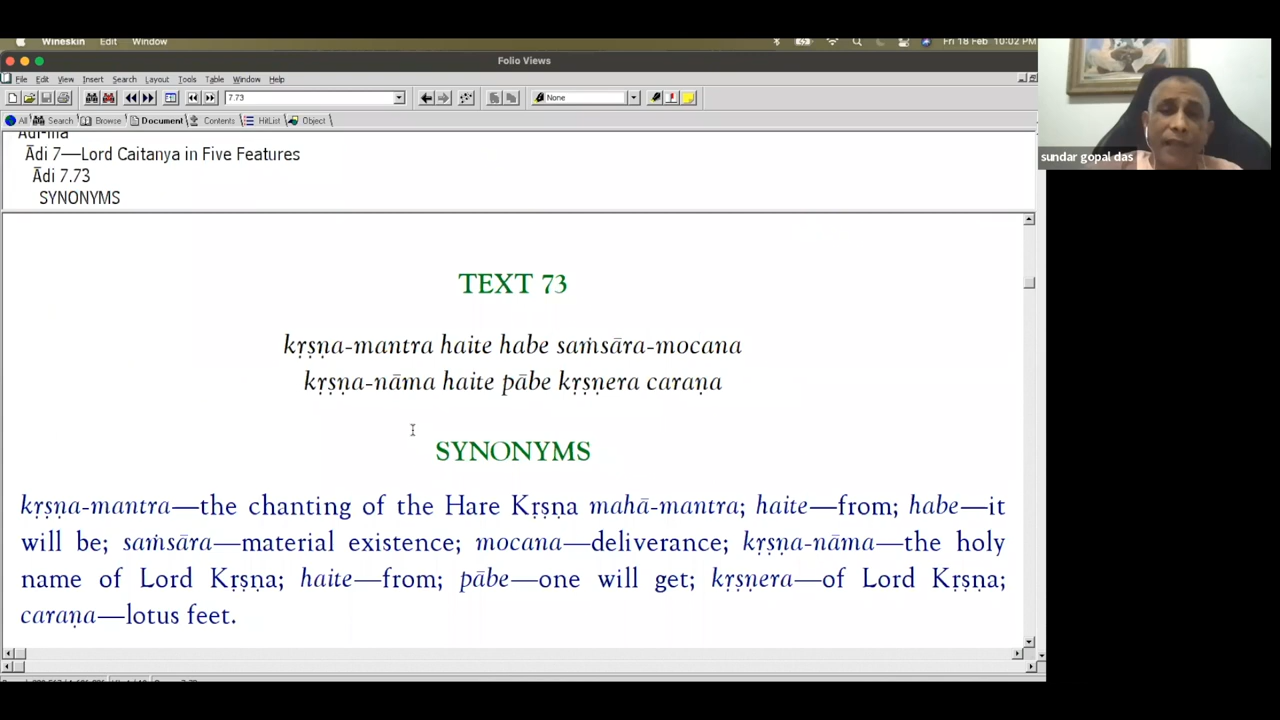 Wineskin Edit Window Fri 18 Feb 10:02 PM
Folio Views
File Edit View Insert Search Layout Tools Table Window Help
7.73 None
All Search Browse Document Contents HitList Object
Ādi-līlā
Ādi 7—Lord Caitanya in Five Features
Ādi 7.73
SYNONYMS
sundar gopal das
TEXT 73
kṛṣṇa-mantra haite habe saṁsāra-mocana
kṛṣṇa-nāma haite pābe kṛṣṇera caraṇa
SYNONYMS
kṛṣṇa-mantra—the chanting of the Hare Kṛṣṇa mahā-mantra; haite—from; habe—it
will be; saṁsāra—material existence; mocana—deliverance; kṛṣṇa-nāma—the holy
name of Lord Kṛṣṇa; haite—from; pābe—one will get; kṛṣṇera—of Lord Kṛṣṇa;
caraṇa—lotus feet.